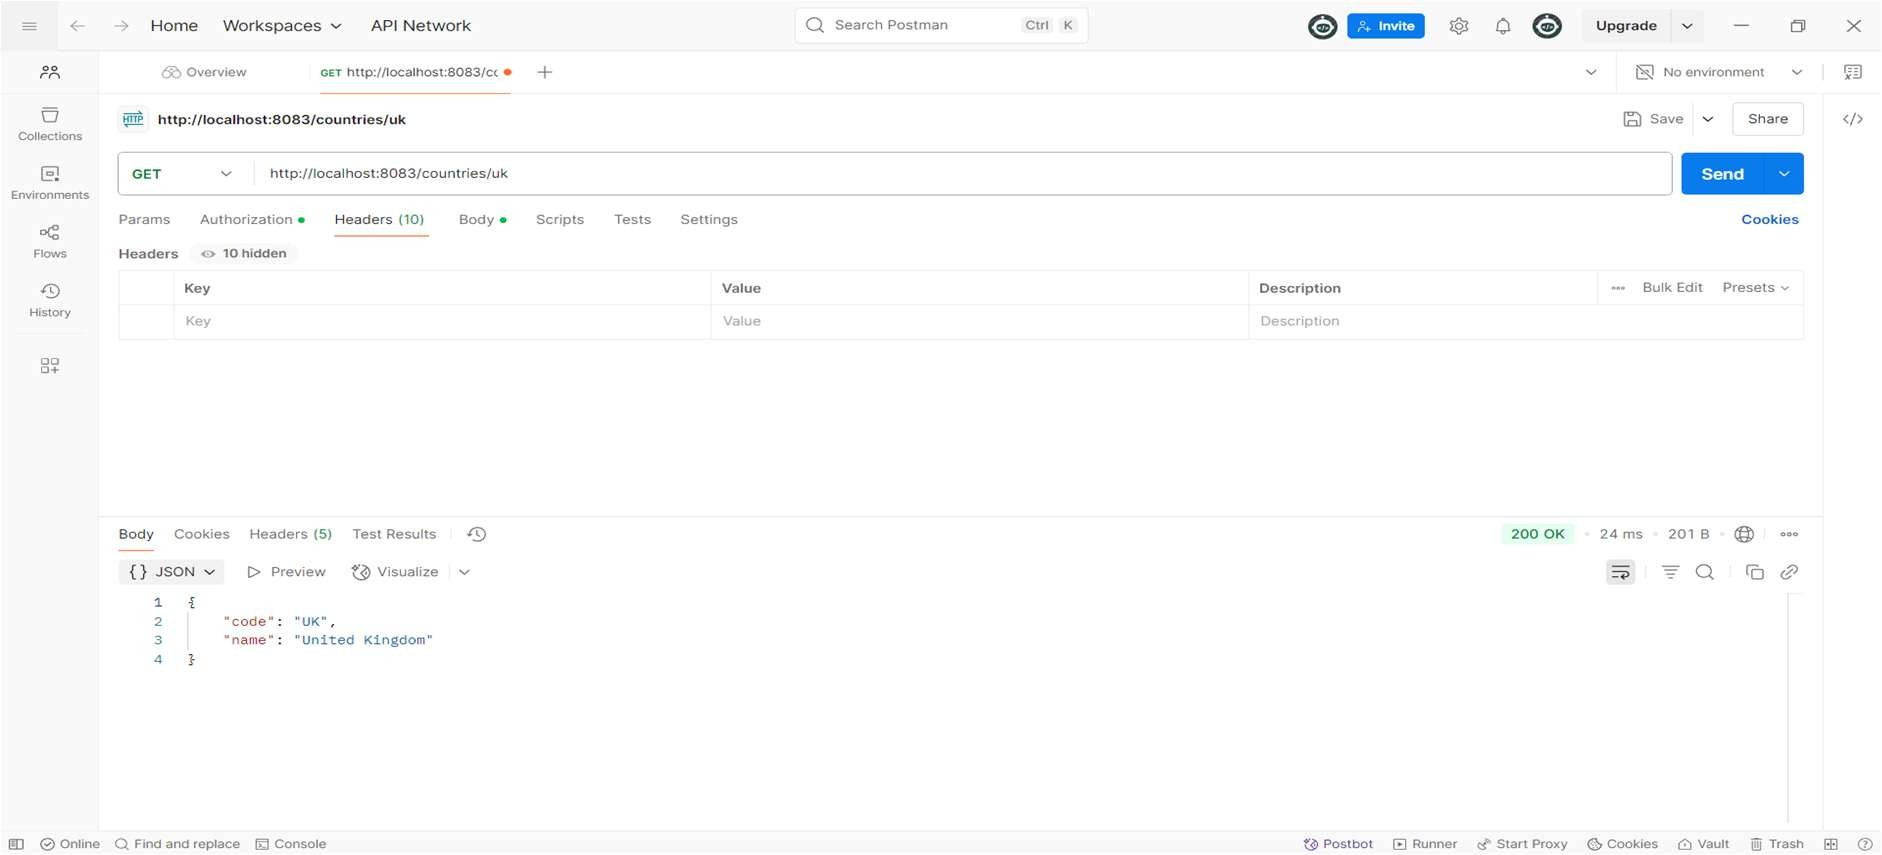 Home Workspaces API Network Search Postman Ctrl K Invite Upgrade
Overview GET http://localhost:8083/cc No environment
HTTP http://localhost:8083/countries/uk Save Share
Collections
GET http://localhost:8083/countries/uk Send
Environments
Params Authorization Headers (10) Body Scripts Tests Settings Cookies
Flows
Headers 10 hidden
Key Value Description Bulk Edit Presets
History
Key Value Description
Body Cookies Headers (5) Test Results 200 OK 24 ms 201 B
{} JSON Preview Visualize
1 {
2 "code": "UK",
3 "name": "United Kingdom"
4 }
Online Find and replace Console Postbot Runner Start Proxy Cookies Vault Trash